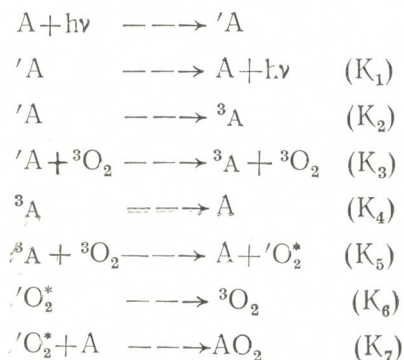 A+hν ---→ ′A
′A ---→ A+hν (K₁)
′A ---→ ³A (K₂)
′A+³O₂ ---→ ³A+³O₂ (K₃)
³A ---→ A (K₄)
³A+³O₂ ---→ A+′O₂* (K₅)
′O₂* ---→ ³O₂ (K₆)
′O₂*+A ---→ AO₂ (K₇)